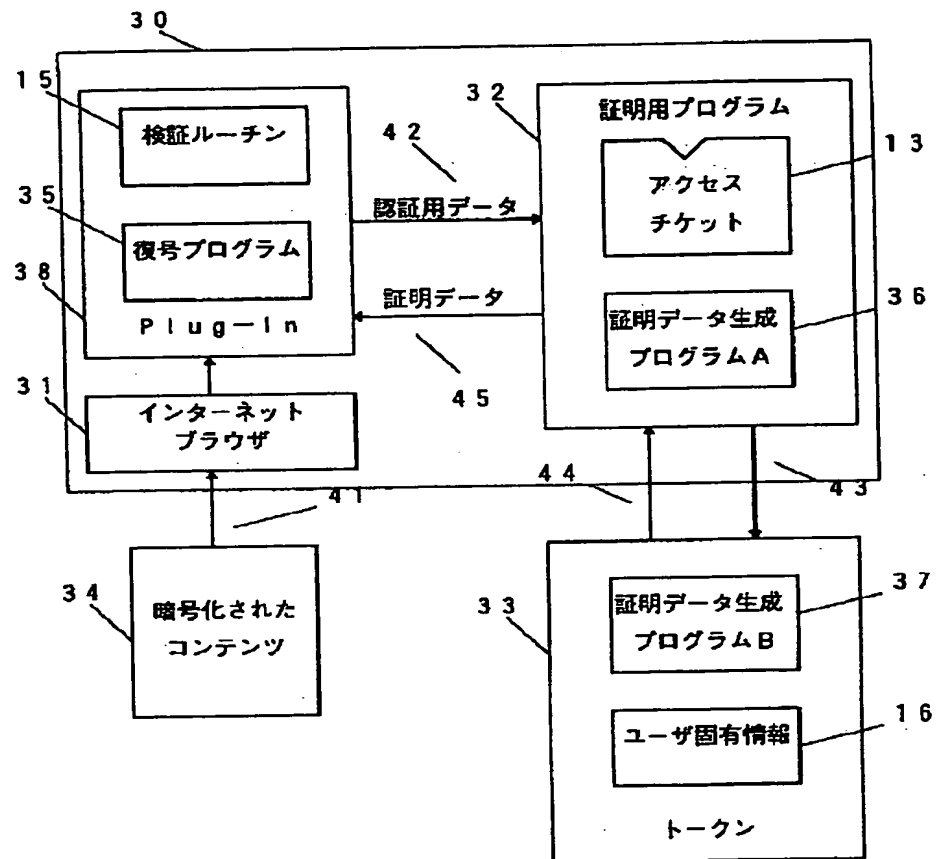 30
15
検証ルーチン
35
復号プログラム
38
Plug-In
42
認証用データ
証明データ
45
32
証明用プログラム
アクセス
チケット
13
証明データ生成
プログラムA
36
31
インターネット
ブラウザ
41
44
43
34
暗号化された
コンテンツ
33
証明データ生成
プログラムB
37
ユーザ固有情報
16
トークン